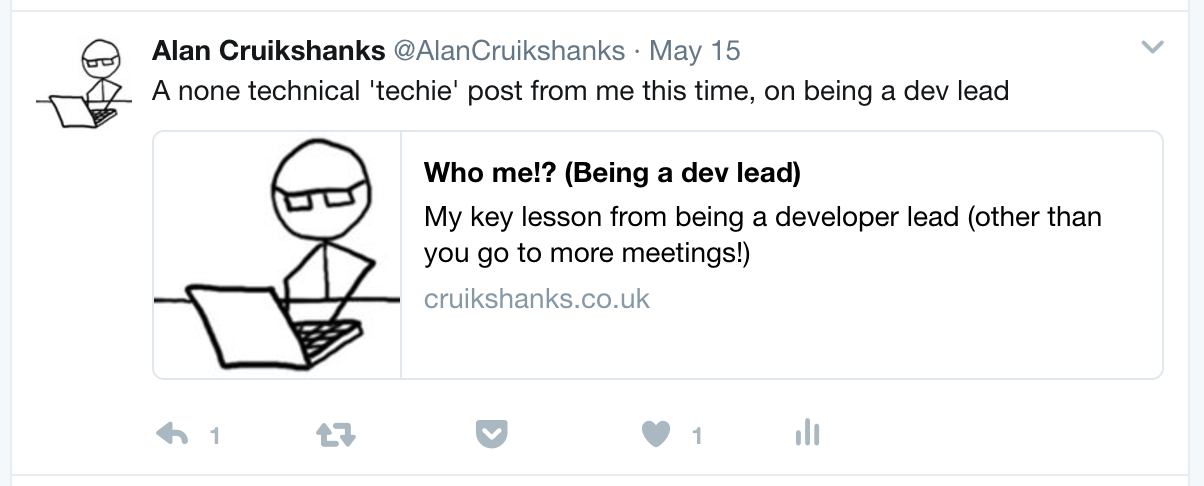 Alan Cruikshanks @AlanCruikshanks · May 15
A none technical 'techie' post from me this time, on being a dev lead
Who me!? (Being a dev lead)
My key lesson from being a developer lead (other than
you go to more meetings!)
cruikshanks.co.uk
1
1